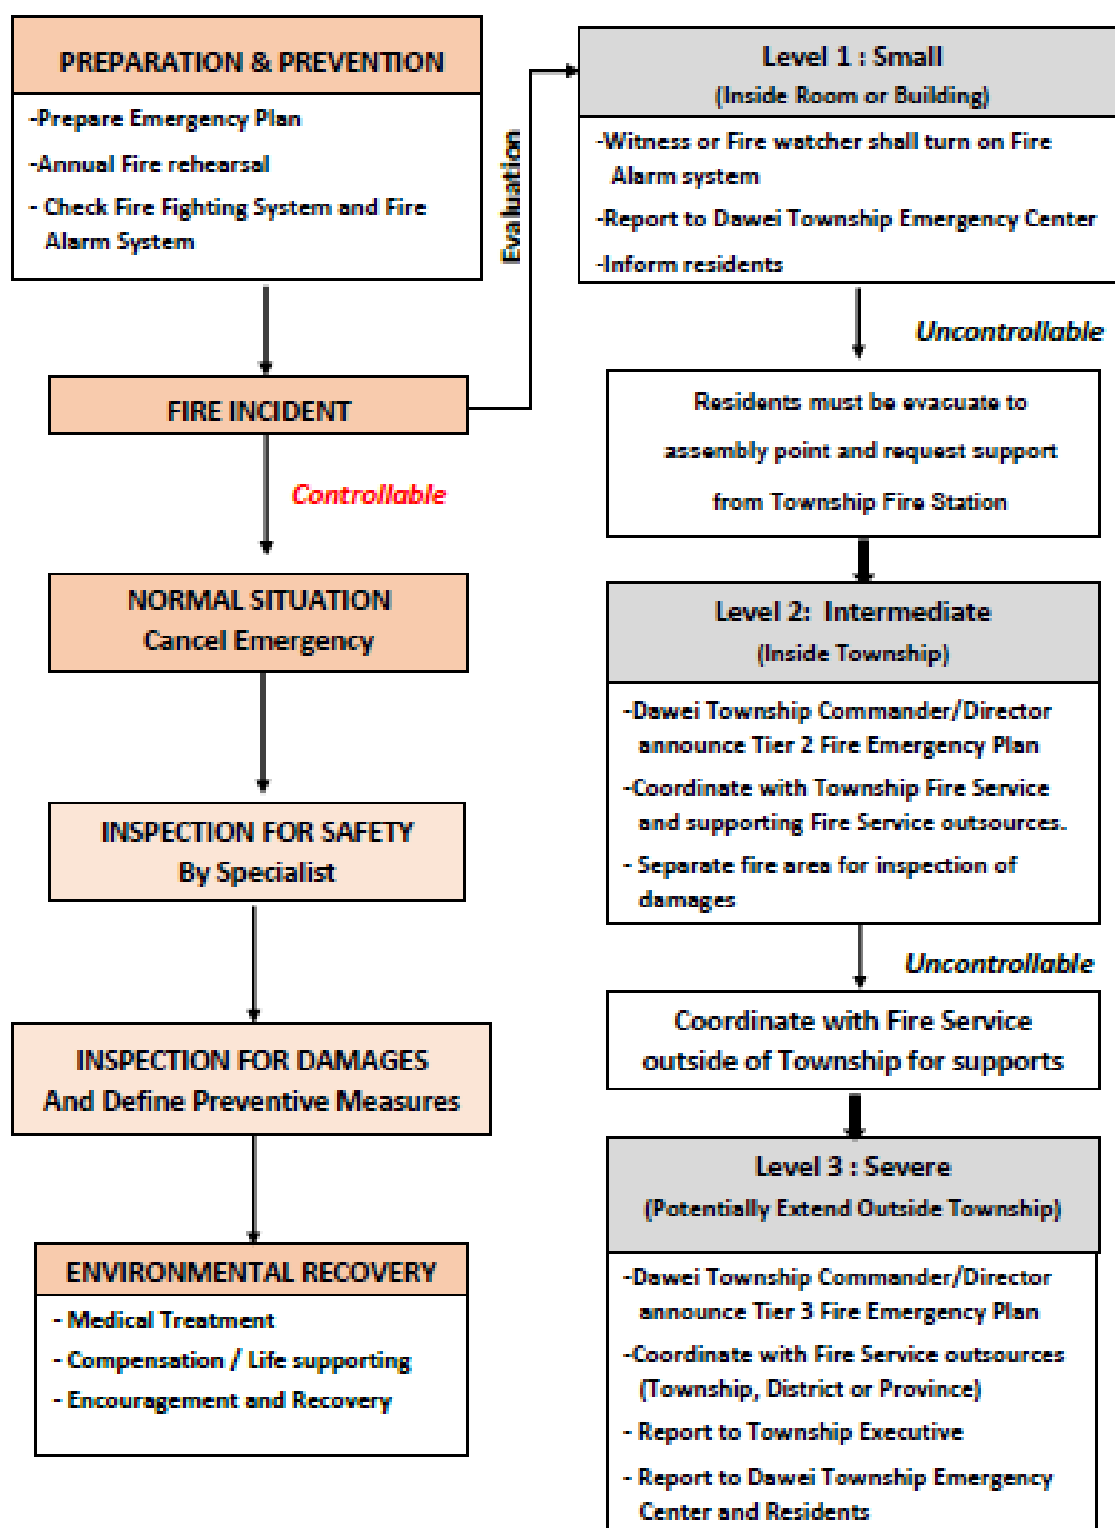 PREPARATION & PREVENTION
-Prepare Emergency Plan
-Annual Fire rehearsal
- Check Fire Fighting System and Fire
Alarm System
FIRE INCIDENT
Controllable
NORMAL SITUATION
Cancel Emergency
INSPECTION FOR SAFETY
By Specialist
INSPECTION FOR DAMAGES
And Define Preventive Measures
ENVIRONMENTAL RECOVERY
- Medical Treatment
- Compensation / Life supporting
- Encouragement and Recovery
Evaluation
Level 1 : Small
(Inside Room or Building)
-Witness or Fire watcher shall turn on Fire
Alarm system
-Report to Dawei Township Emergency Center
-Inform residents
Uncontrollable
Residents must be evacuate to
assembly point and request support
from Township Fire Station
Level 2: Intermediate
(Inside Township)
-Dawei Township Commander/Director
announce Tier 2 Fire Emergency Plan
-Coordinate with Township Fire Service
and supporting Fire Service outsources.
- Separate fire area for inspection of
damages
Uncontrollable
Coordinate with Fire Service
outside of Township for supports
Level 3 : Severe
(Potentially Extend Outside Township)
-Dawei Township Commander/Director
announce Tier 3 Fire Emergency Plan
-Coordinate with Fire Service outsources
(Township, District or Province)
- Report to Township Executive
- Report to Dawei Township Emergency
Center and Residents